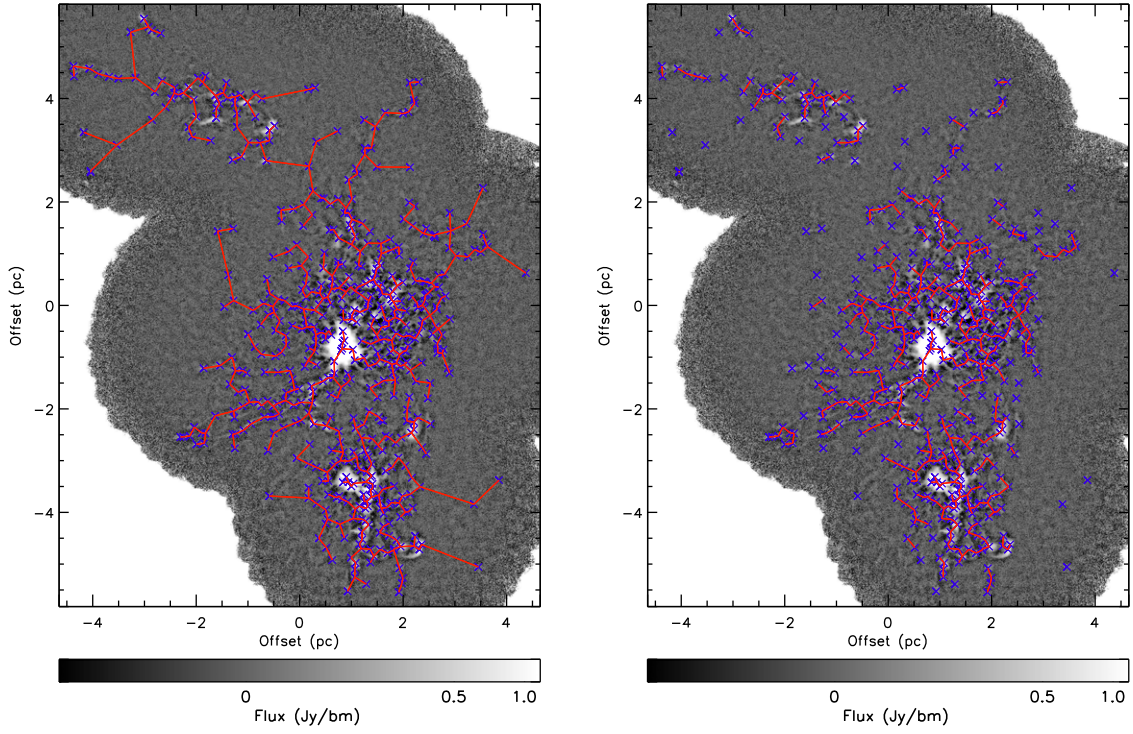 4 4
2 2
0 0
−2 −2
−4 −4
Offset (pc) Offset (pc)
−4 −2 0 2 4 −4 −2 0 2 4
Offset (pc) Offset (pc)
0 0.5 1.0 0 0.5 1.0
Flux (Jy/bm) Flux (Jy/bm)